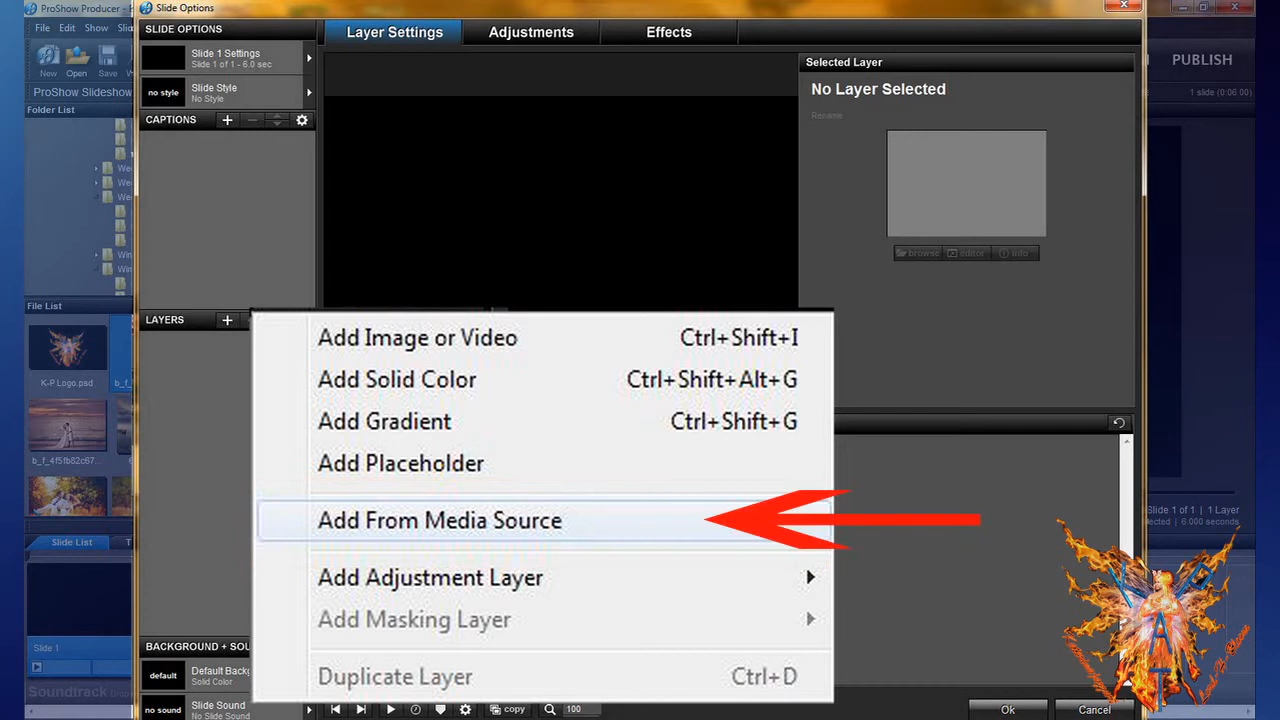 ProShow Producer -
Slide Options
File Edit Show
SLIDE OPTIONS
Slide 1 Settings
Slide 1 of 1 - 6.0 sec
no style
Slide Style
No Style
CAPTIONS
Layer Settings
Adjustments
Effects
Selected Layer
No Layer Selected
Rename
browse
editor
info
New
Open
Save
ProShow Slideshow
Folder List
PUBLISH
1 slide (0:06.00)
File List
K-P Logo.psd
b_f_4f5fb82c67...
LAYERS
Add Image or Video Ctrl+Shift+I
Add Solid Color Ctrl+Shift+Alt+G
Add Gradient Ctrl+Shift+G
Add Placeholder
Add From Media Source
Add Adjustment Layer
Add Masking Layer
Duplicate Layer Ctrl+D
Slide 1 of 1 | 1 Layer
| 6.000 seconds
Slide List
Slide 1
Soundtrack
BACKGROUND + SOU
default
Default Backg
Solid Color
no sound
Slide Sound
No Slide Sound
copy
100
Ok
Cancel